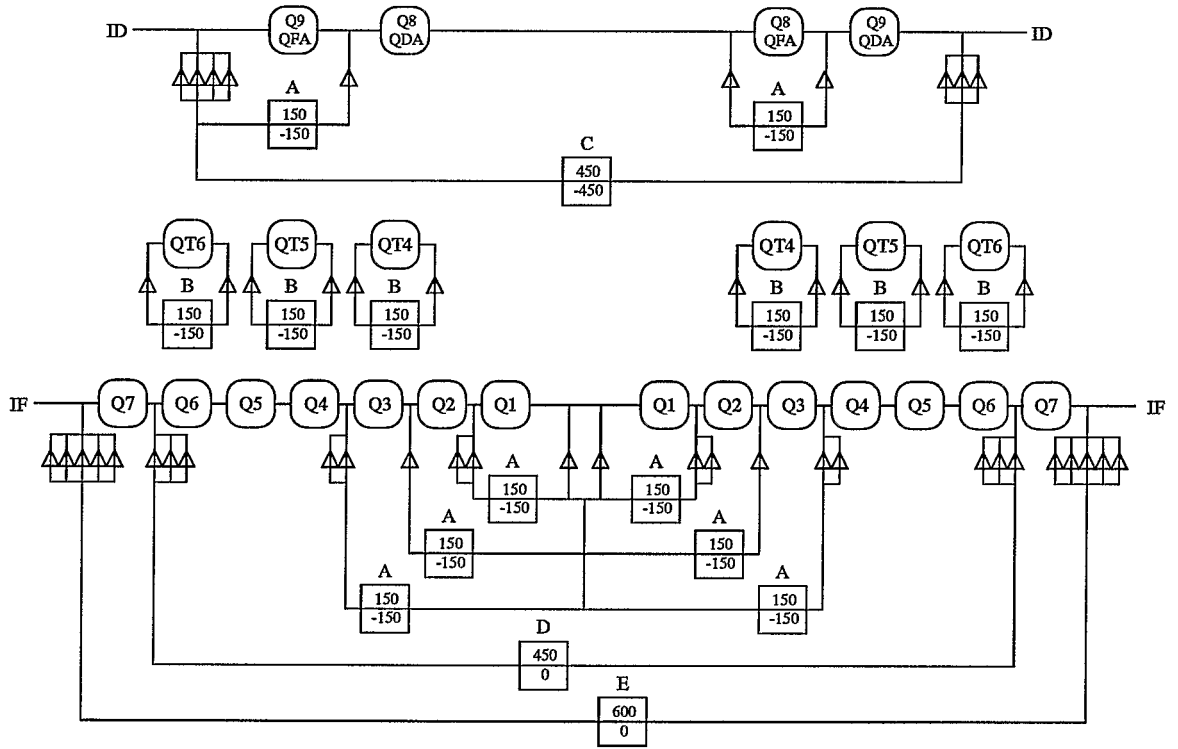 ID Q9 Q8 Q8 Q9 ID
QFA QDA QFA QDA
A A
150 150
-150 -150
C
450
-450
QT6 QT5 QT4 QT4 QT5 QT6
B B B B B B
150 150 150 150 150 150
-150 -150 -150 -150 -150 -150
IF Q7 Q6 Q5 Q4 Q3 Q2 Q1 Q1 Q2 Q3 Q4 Q5 Q6 Q7 IF
A A
150 150
-150 -150
A A
150 150
-150 -150
A A
150 150
-150 -150
D
450
0
E
600
0